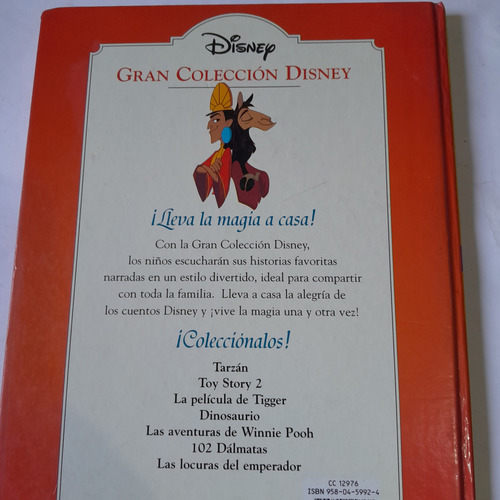 Disney
GRAN COLECCIÓN DISNEY
¡Lleva la magia a casa!
Con la Gran Colección Disney,
los niños escucharán sus historias favoritas
narradas en un estilo divertido, ideal para compartir
con toda la familia. Lleva a casa la alegría de
los cuentos Disney y ¡vive la magia una y otra vez!
¡Colecciónalos!
Tarzán
Toy Story 2
La película de Tigger
Dinosaurio
Las aventuras de Winnie Pooh
102 Dálmatas
Las locuras del emperador
CC 12976
ISBN 958-04-5992-4